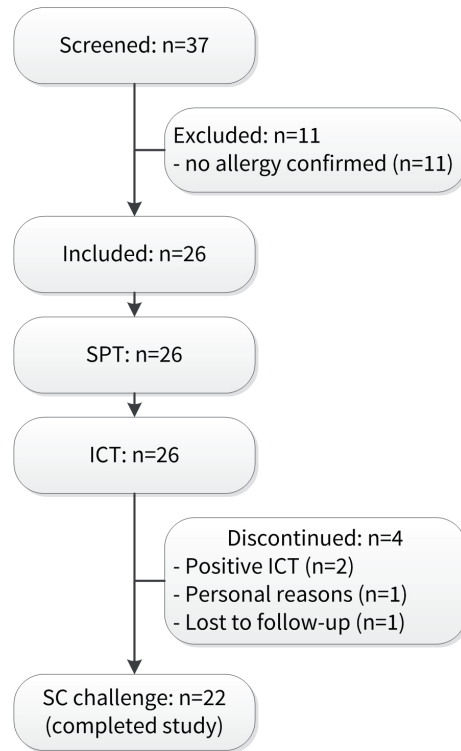 Screened: n=37
Excluded: n=11
- no allergy confirmed (n=11)
Included: n=26
SPT: n=26
ICT: n=26
Discontinued: n=4
- Positive ICT (n=2)
- Personal reasons (n=1)
- Lost to follow-up (n=1)
SC challenge: n=22
(completed study)